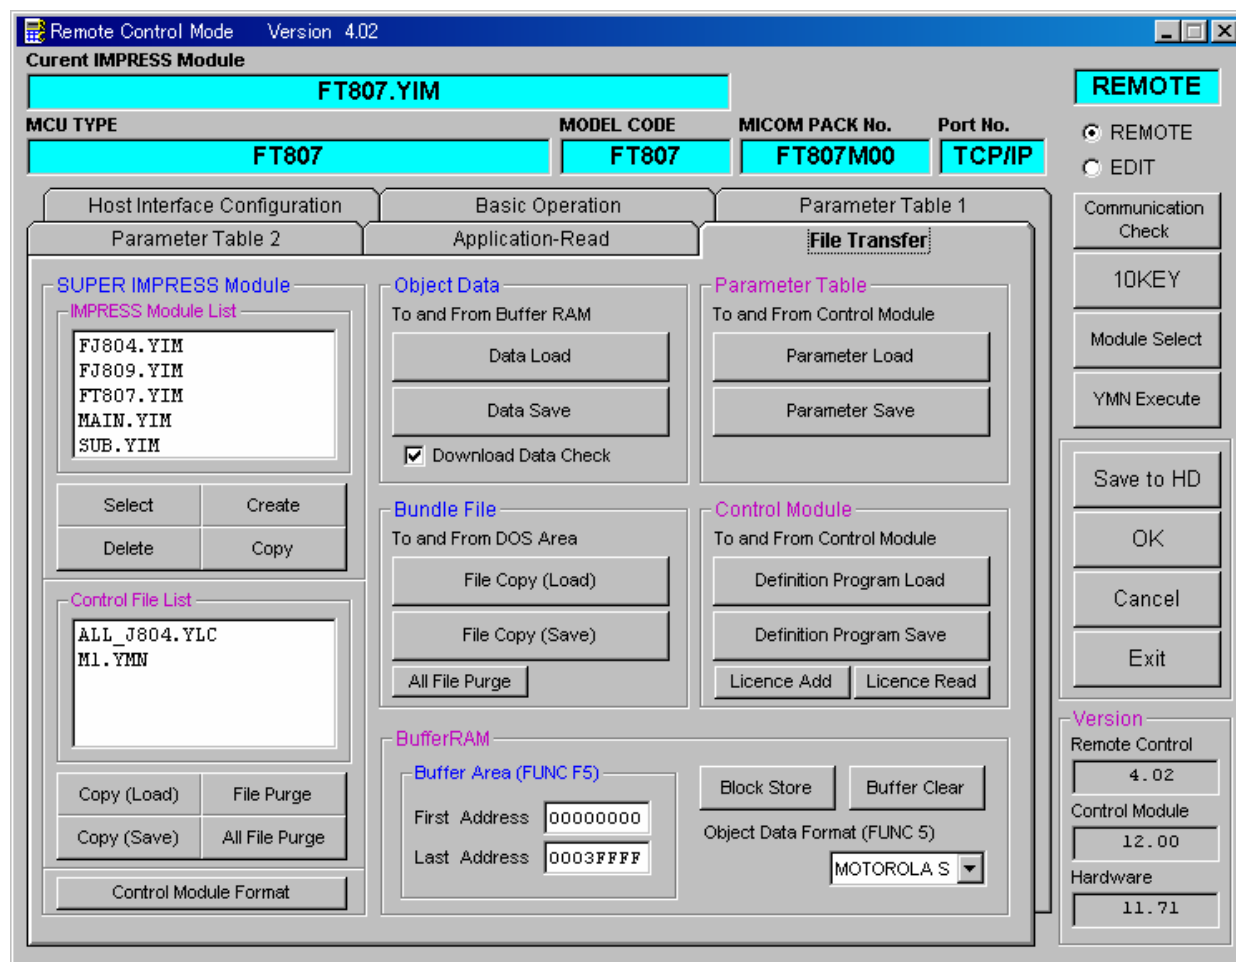 Remote Control Mode Version 4.02
Curent IMPRESS Module
FT807.YIM
REMOTE
MCU TYPE
MODEL CODE
MICOM PACK No.
Port No.
FT807
FT807
FT807M00
TCP/IP
REMOTE
EDIT
Host Interface Configuration
Basic Operation
Parameter Table 1
Parameter Table 2
Application-Read
File Transfer
SUPER IMPRESS Module
IMPRESS Module List
FJ804.YIM
FJ809.YIM
FT807.YIM
MAIN.YIM
SUB.YIM
Select
Create
Delete
Copy
Control File List
ALL_J804.YLC
M1.YMN
Copy (Load)
File Purge
Copy (Save)
All File Purge
Control Module Format
Object Data
To and From Buffer RAM
Data Load
Data Save
Download Data Check
Parameter Table
To and From Control Module
Parameter Load
Parameter Save
Bundle File
To and From DOS Area
File Copy (Load)
File Copy (Save)
All File Purge
Control Module
To and From Control Module
Definition Program Load
Definition Program Save
Licence Add
Licence Read
BufferRAM
Buffer Area (FUNC F5)
First Address
00000000
Last Address
0003FFFF
Block Store
Buffer Clear
Object Data Format (FUNC 5)
MOTOROLA S
Communication
Check
10KEY
Module Select
YMN Execute
Save to HD
OK
Cancel
Exit
Version
Remote Control
4.02
Control Module
12.00
Hardware
11.71